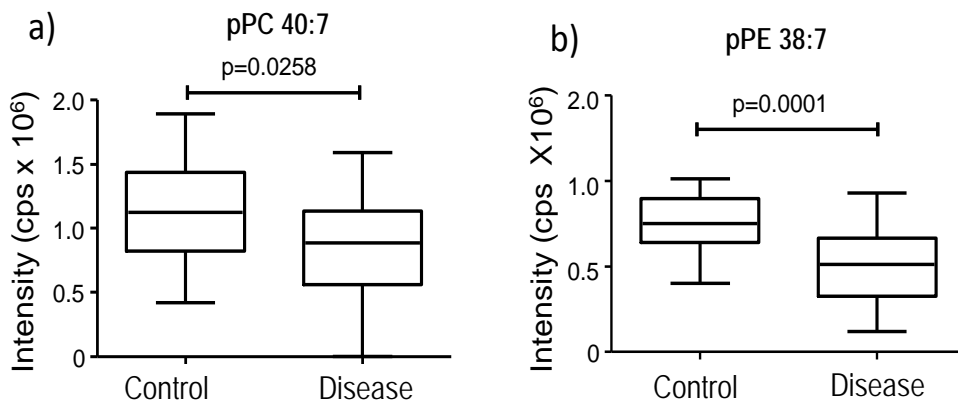 a)
pPC 40:7
p=0.0258
Intensity (cps x 10⁶)
2.0
1.5
1.0
0.5
0
Control Disease
b)
pPE 38:7
p=0.0001
Intensity (cps X10⁶)
2.0
1.0
0.5
0
Control Disease